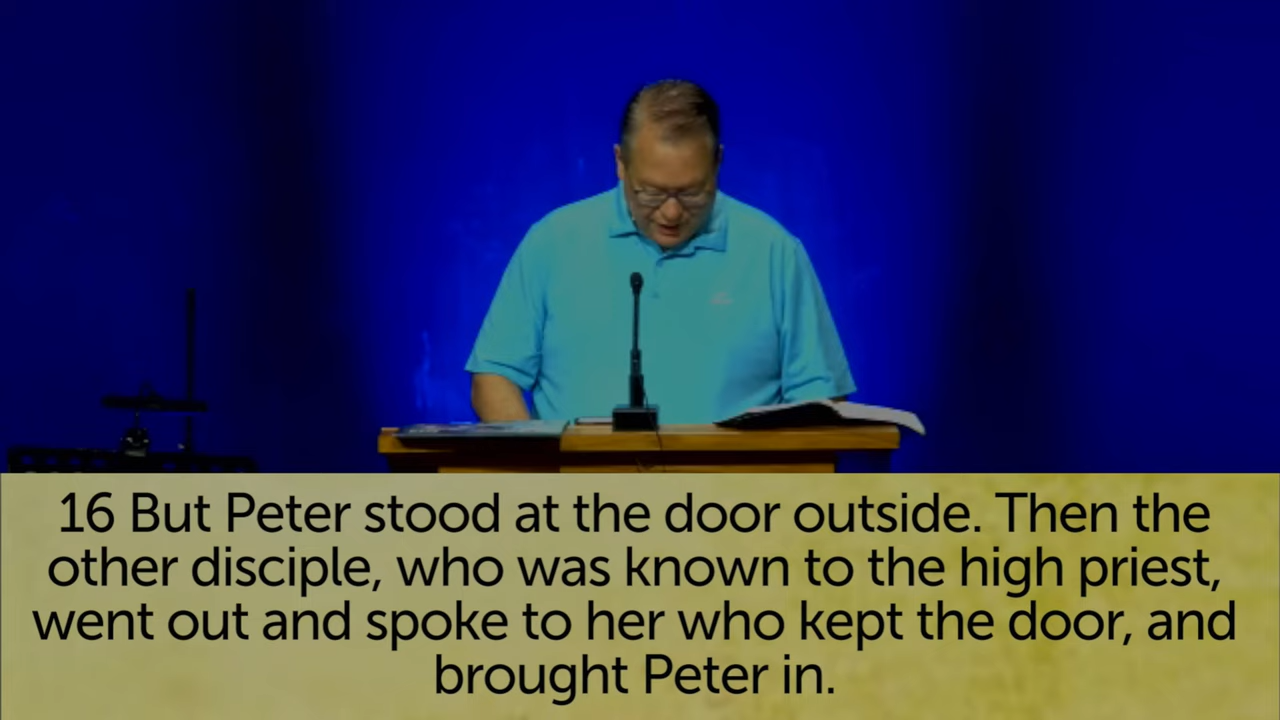 16 But Peter stood at the door outside. Then the
other disciple, who was known to the high priest,
went out and spoke to her who kept the door, and
brought Peter in.